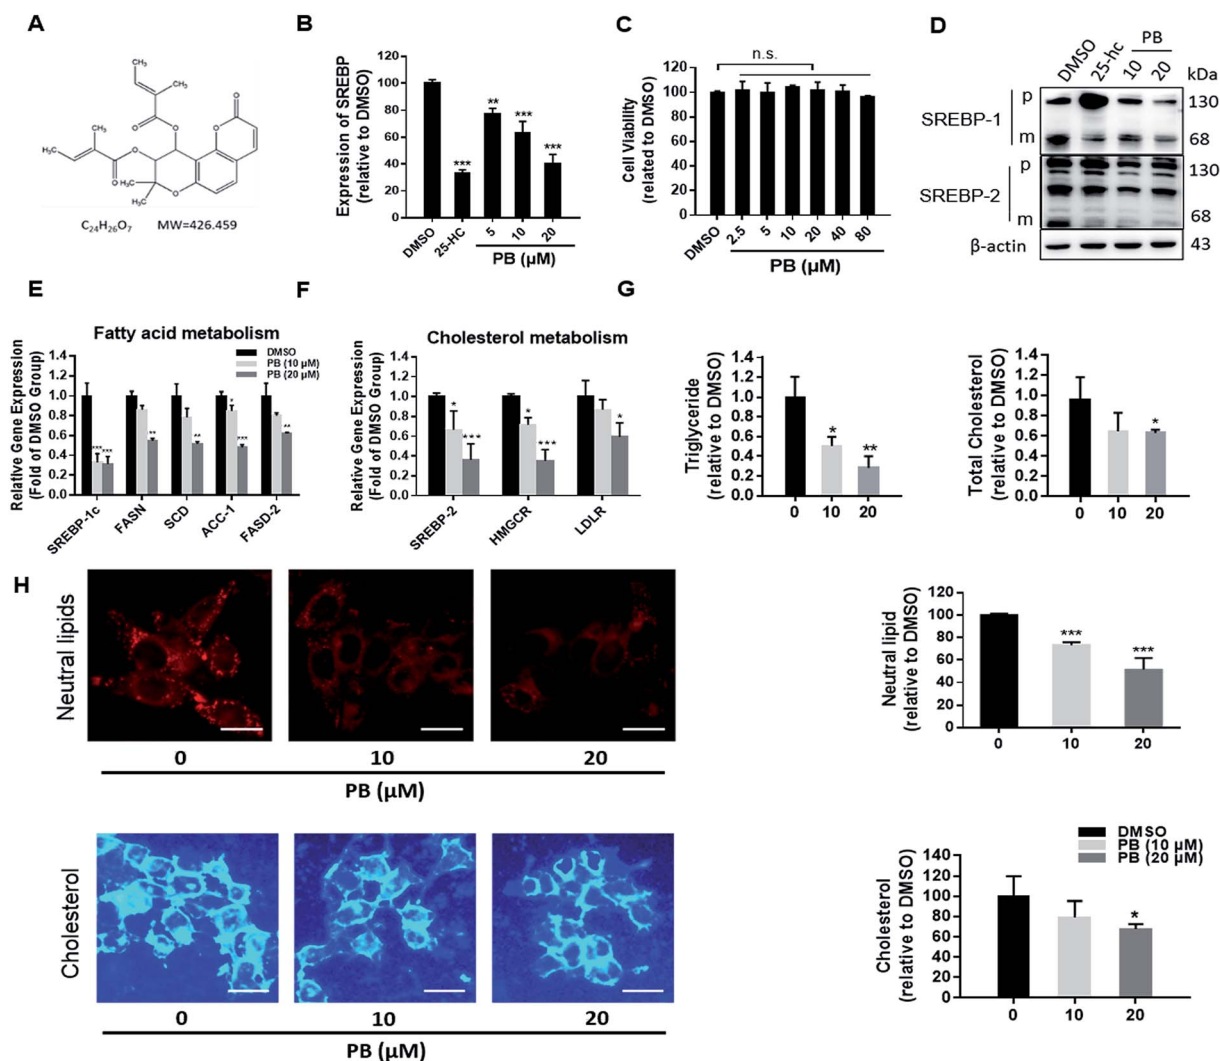 A
CH₃
H₃C
CH₃
O
O
CH₃
H₃C
O
O
O
O
H₃C
O
H₃C
C₂₄H₂₆O₇ MW=426.459
B
Expression of SREBP
(relative to DMSO)
120
100
80
60
40
20
0
**
***
***
***
DMSO
25-HC
5
10
20
PB (μM)
C
Cell Viability
(related to DMSO)
120
100
80
60
40
20
0
n.s.
DMSO
2.5
5
10
20
40
80
PB (μM)
D
PB
DMSO
25-hc
10
20
kDa
SREBP-1
p
m
130
68
SREBP-2
p
m
130
68
β-actin
43
E
Fatty acid metabolism
DMSO
PB (10 μM)
PB (20 μM)
Relative Gene Expression
(Fold of DMSO Group)
1.4
1.2
1.0
0.8
0.6
0.4
0.2
0.0
***
***
**
**
*
***
**
SREBP-1c
FASN
SCD
ACC-1
FASD-2
F
Cholesterol metabolism
Relative Gene Expression
(Fold of DMSO Group)
1.4
1.2
1.0
0.8
0.6
0.4
0.2
0.0
*
***
*
***
*
SREBP-2
HMGCR
LDLR
G
Triglyceride
(relative to DMSO)
1.4
1.2
1.0
0.8
0.6
0.4
0.2
0.0
*
**
0 10 20
Total Cholesterol
(relative to DMSO)
1.4
1.2
1.0
0.8
0.6
0.4
0.2
0.0
*
0 10 20
H
Neutral lipids
0 10 20
PB (μM)
Neutral lipid
(relative to DMSO)
120
100
80
60
40
20
0
***
***
0 10 20
Cholesterol
0 10 20
PB (μM)
DMSO
PB (10 μM)
PB (20 μM)
Cholesterol
(relative to DMSO)
140
120
100
80
60
40
20
0
*
0 10 20